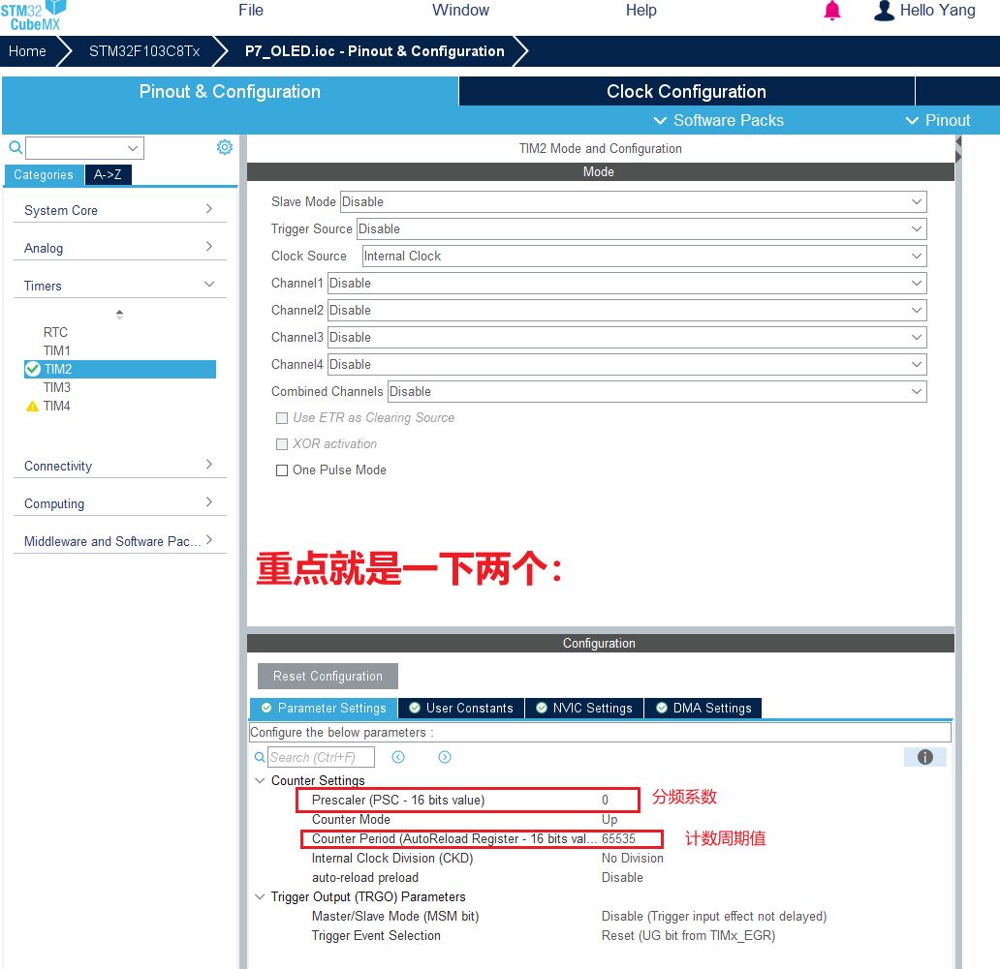 STM32
CubeMX
File
Window
Help
Hello Yang
Home
STM32F103C8Tx
P7_OLED.ioc - Pinout & Configuration
Pinout & Configuration
Clock Configuration
Software Packs
Pinout
Categories
A->Z
System Core
Analog
Timers
RTC
TIM1
TIM2
TIM3
TIM4
Connectivity
Computing
Middleware and Software Pac...
TIM2 Mode and Configuration
Mode
Slave Mode Disable
Trigger Source Disable
Clock Source Internal Clock
Channel1 Disable
Channel2 Disable
Channel3 Disable
Channel4 Disable
Combined Channels Disable
Use ETR as Clearing Source
XOR activation
One Pulse Mode
重点就是一下两个：
Configuration
Reset Configuration
Parameter Settings
User Constants
NVIC Settings
DMA Settings
Configure the below parameters :
Search (Ctrl+F)
Counter Settings
Prescaler (PSC - 16 bits value) 0 分频系数
Counter Mode Up
Counter Period (AutoReload Register - 16 bits val... 65535 计数周期值
Internal Clock Division (CKD) No Division
auto-reload preload Disable
Trigger Output (TRGO) Parameters
Master/Slave Mode (MSM bit) Disable (Trigger input effect not delayed)
Trigger Event Selection Reset (UG bit from TIMx_EGR)